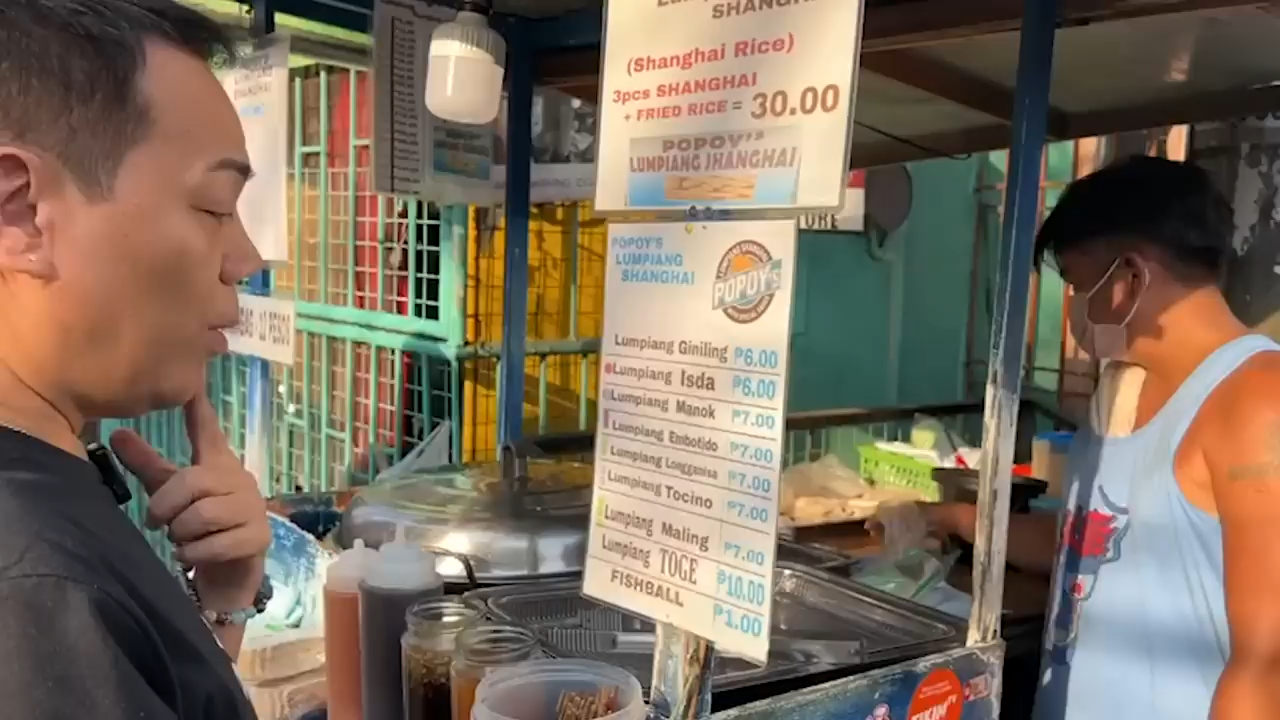 SHANGHAI
(Shanghai Rice)
3pcs SHANGHAI
+ FRIED RICE = 30.00
POPOY'S
LUMPIANG SHANGHAI
POPOY'S
LUMPIANG
SHANGHAI
POPOY'S
Lumpiang Giniling ₱6.00
Lumpiang Isda ₱6.00
Lumpiang Manok ₱7.00
Lumpiang Embotido ₱7.00
Lumpiang Longganisa ₱7.00
Lumpiang Tocino ₱7.00
Lumpiang Maling ₱7.00
Lumpiang TOGE ₱10.00
FISHBALL ₱1.00